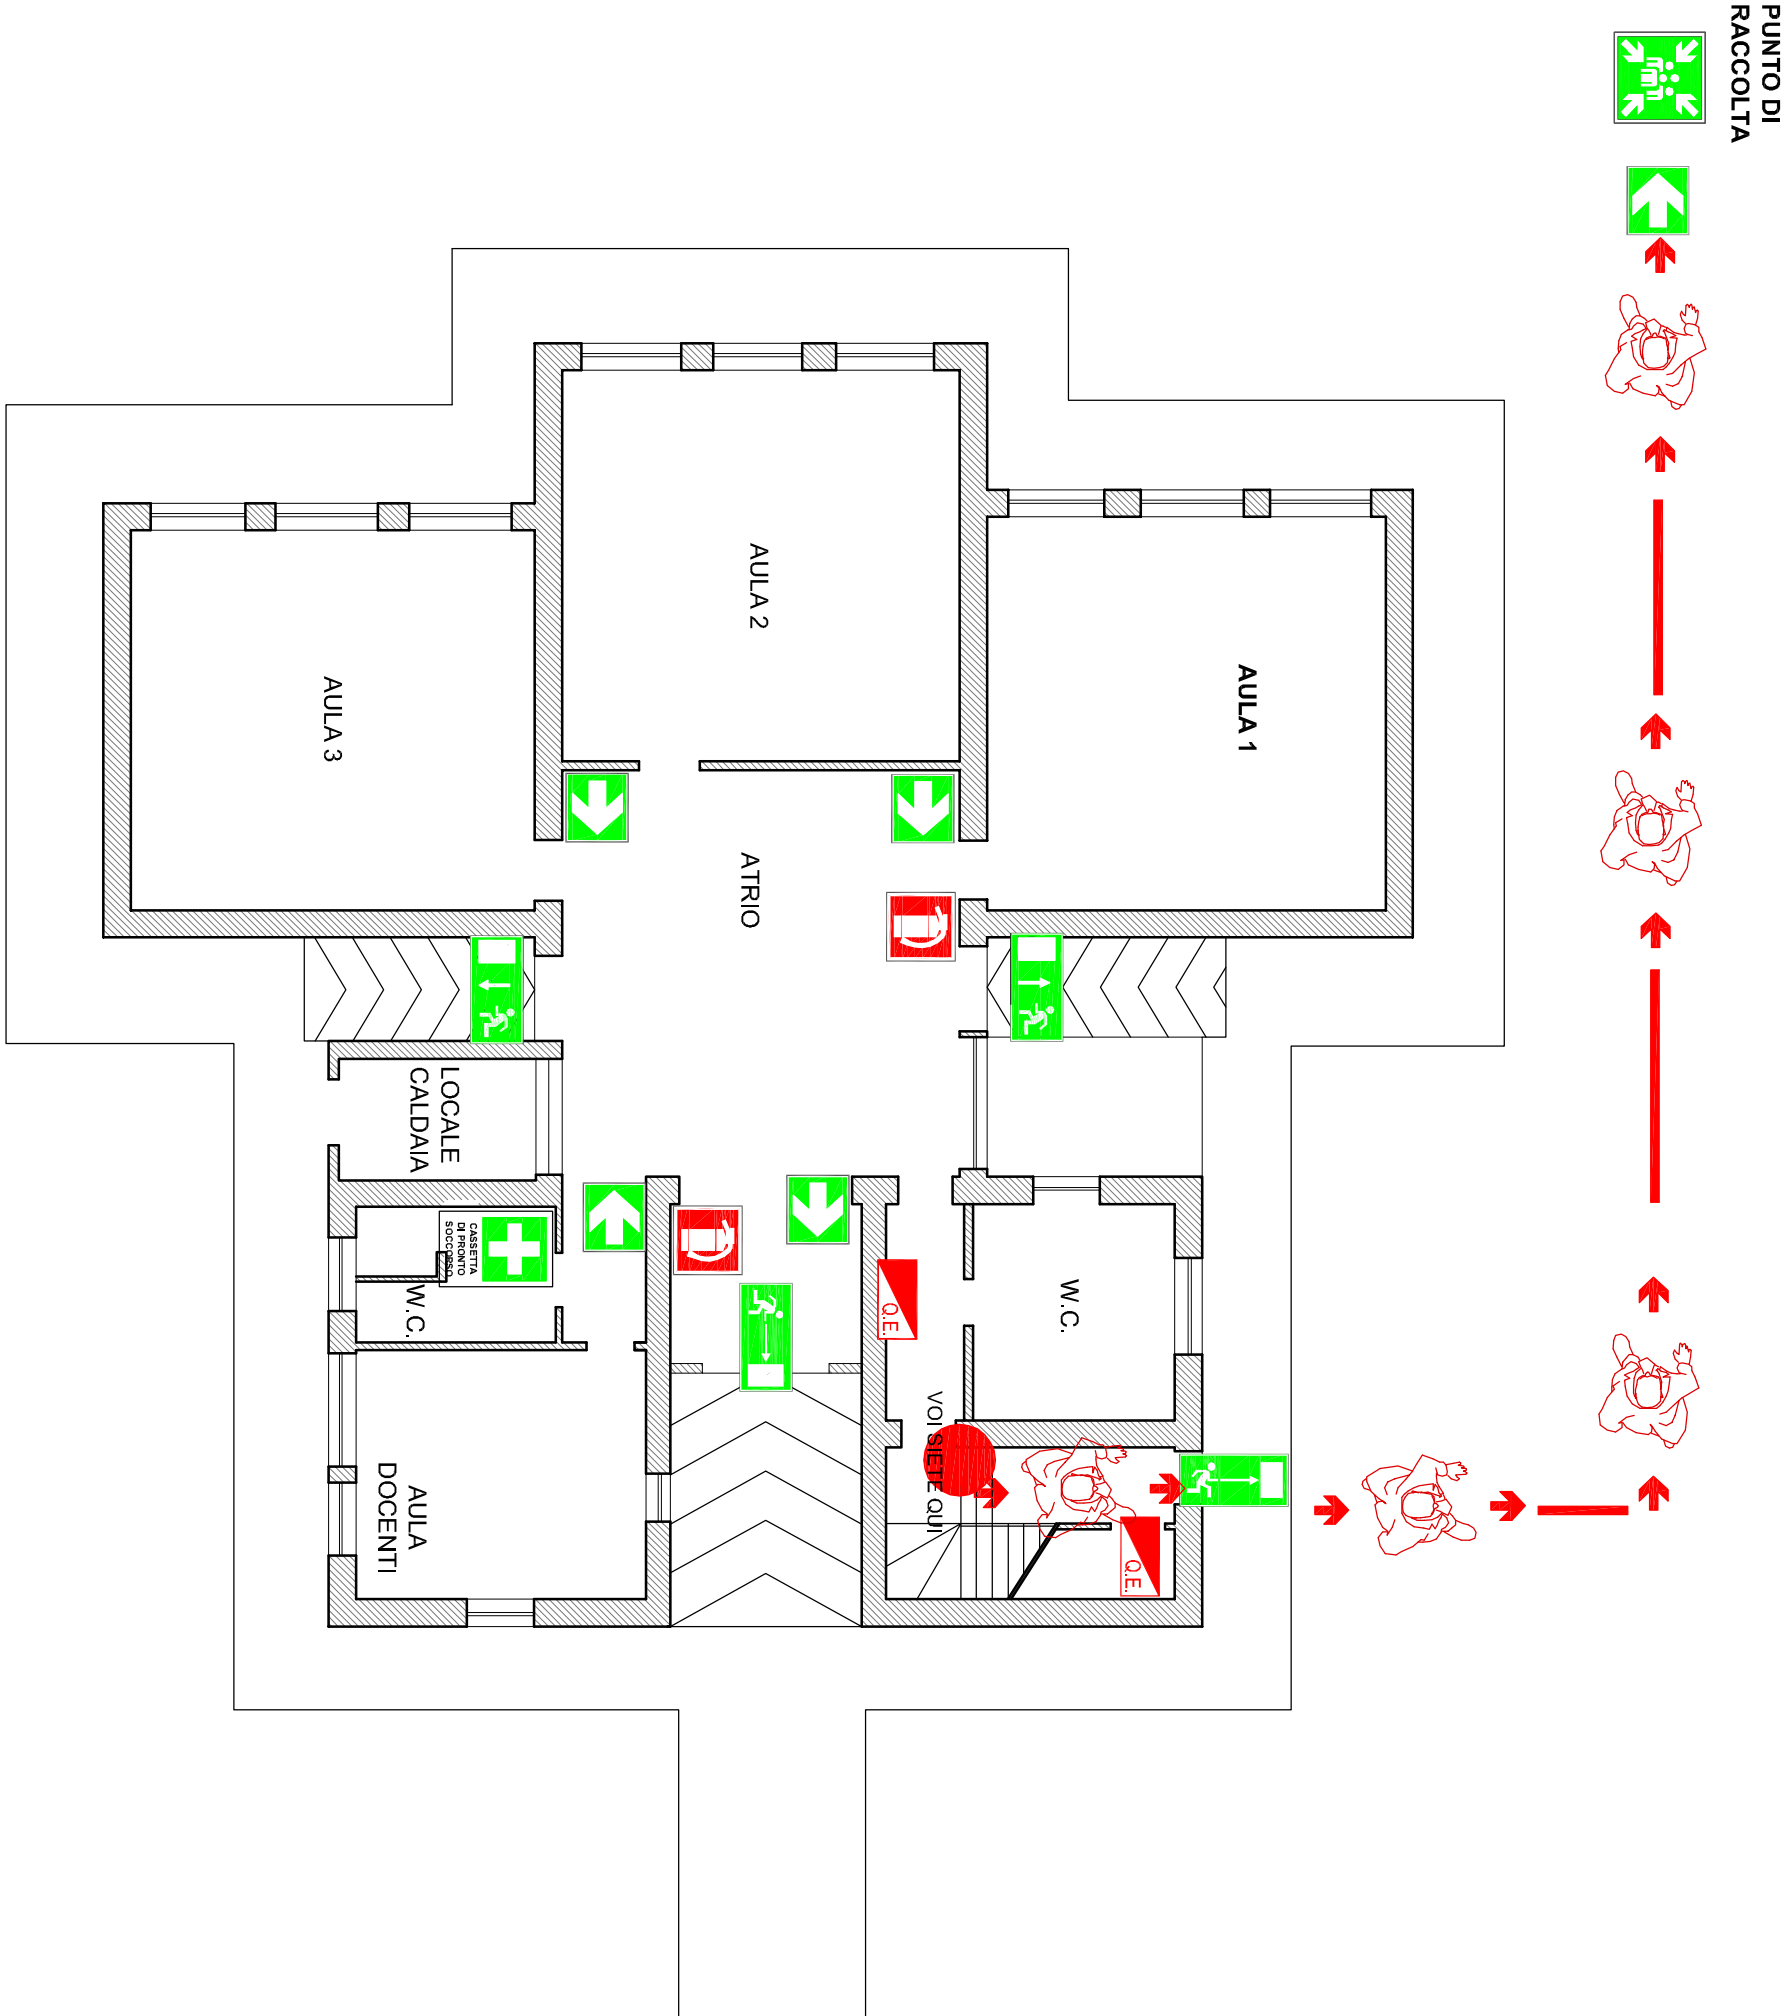 PUNTO DI
RACCOLTA
AULA 1
AULA 2
AULA 3
ATRIO
LOCALE
CALDAIA
CASSETTA
DI PRONTO
SOCCORSO
W.C.
W.C.
Q.E.
VOI SIETE QUI
Q.E.
AULA
DOCENTI